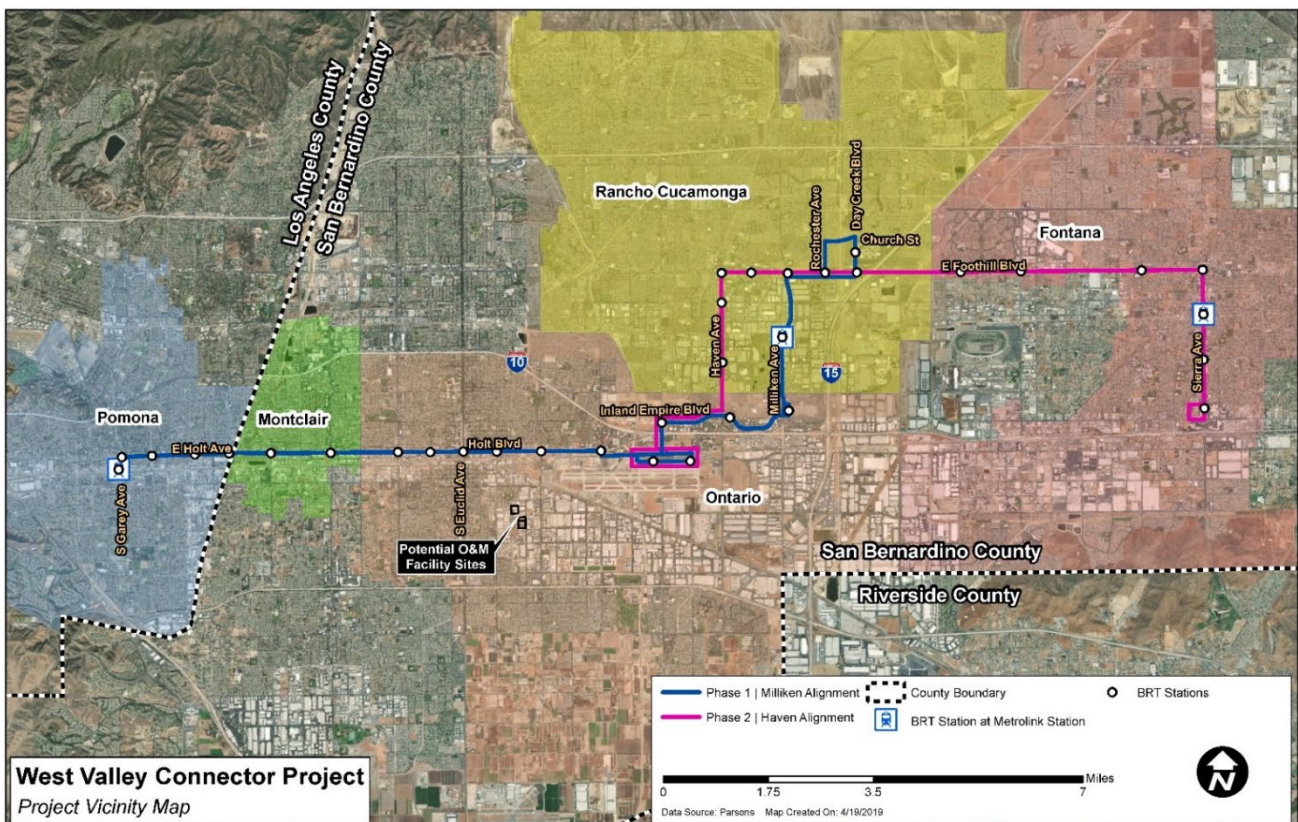 Los Angeles County
San Bernardino County
Rancho Cucamonga
Rochester Ave
Day Creek Blvd
Church St
Fontana
E Foothill Blvd
Haven Ave
Milliken Ave
10
15
Sierra Ave
Inland Empire Blvd
Pomona
Montclair
E Holt Ave
Holt Blvd
S Garey Ave
S Euclid Ave
Ontario
Potential O&M
Facility Sites
San Bernardino County
Riverside County
Phase 1 | Milliken Alignment
County Boundary
BRT Stations
Phase 2 | Haven Alignment
BRT Station at Metrolink Station
Miles
0 1.75 3.5 7
N
Data Source: Parsons Map Created On: 4/19/2019
West Valley Connector Project
Project Vicinity Map